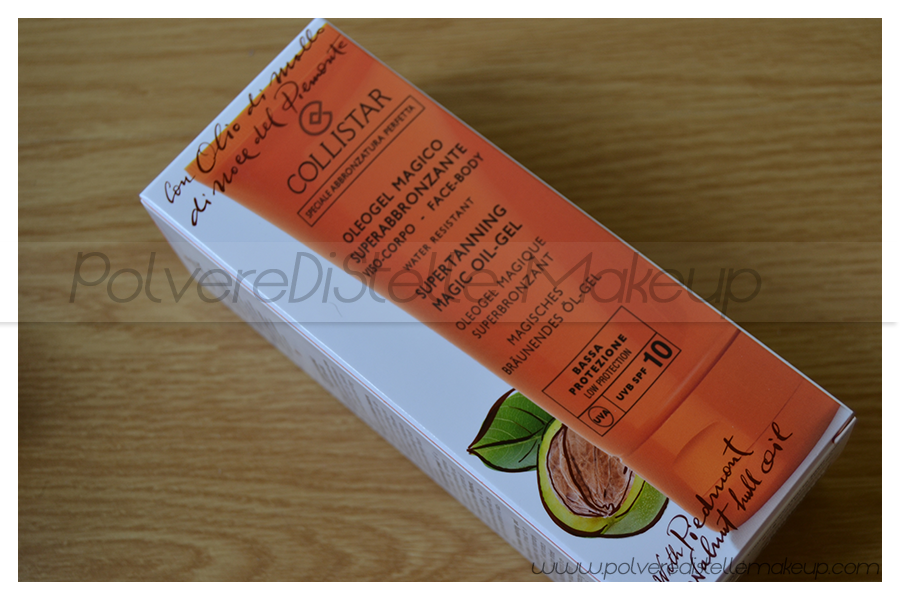 Con Olio di Mallo
di Noce del Piemonte
COLLISTAR
SPECIALE ABBRONZATURA PERFETTA
OLEOGEL MAGICO
SUPERABBRONZANTE
VISO-CORPO - FACE-BODY
WATER RESISTANT
SUPERTANNING
MAGIC OIL-GEL
OLEOGEL MAGIQUE
SUPERBRONZANT
MAGISCHES
BRÄUNENDES ÖL-GEL
BASSA
PROTEZIONE
LOW PROTECTION
UVA
UVB SPF 10
With Piedmont
Walnut hull oil
PolvereDiStelleMakeup
www.polveredistellemakeup.com